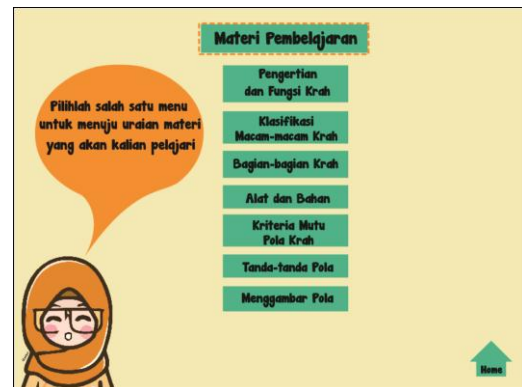 Materi Pembelajaran
Pilihlah salah satu menu
untuk menuju uraian materi
yang akan kalian pelajari
Pengertian
dan Fungsi Krah
Klasifikasi
Macam-macam Krah
Bagian-bagian Krah
Alat dan Bahan
Kriteria Mutu
Pola Krah
Tanda-tanda Pola
Menggambar Pola
Home